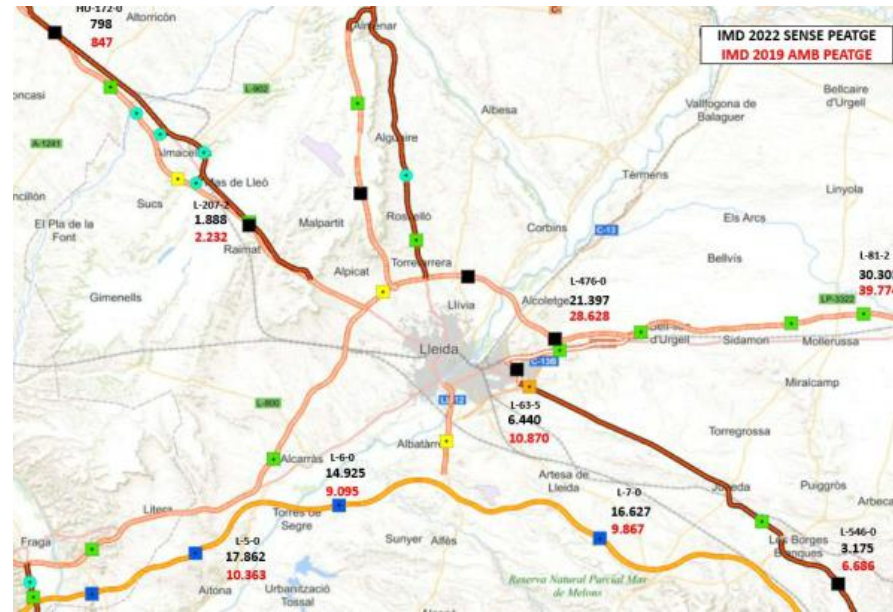 HU-172-0
798
847
Altorricón
Almenar
C-
IMD 2022 SENSE PEATGE
IMD 2019 AMB PEATGE
L-902
Albesa
Vallfogona de
Balaguer
Bellcaire
d'Urgell
A-1241
Alguaire
Almacelles
Mas de Lleó
Sucs
Térmens
Linyola
L-207-2
1.888
2.232
Malpartit
Rosselló
Corbins
C-13
Els Arcs
El Pla de la
Font
Raimat
Alpicat
Torrefarrera
Bellvís
L-81-2
L-476-0
21.397
28.628
Alcoletge
Gimenells
Llívia
LP-3322
Lleida
Bell-lloc
d'Urgell
Sidamon
Mollerussa
C-13B
Miralcamp
L-800
L-63-5
6.440
10.870
Albatàrrec
Torregrossa
Alcarràs
L-6-0
14.925
9.095
Artesa de
Lleida
L-7-0
16.627
9.867
Juneda
Puiggròs
Arbeca
Torres de
Segre
L-546-0
3.175
6.686
Fraga
L-5-0
17.862
10.363
Sunyer
Alfés
Les Borges
Blanques
Aitona
Urbanització
Tossal
Reserva Natural Parcial Mas
de Melons